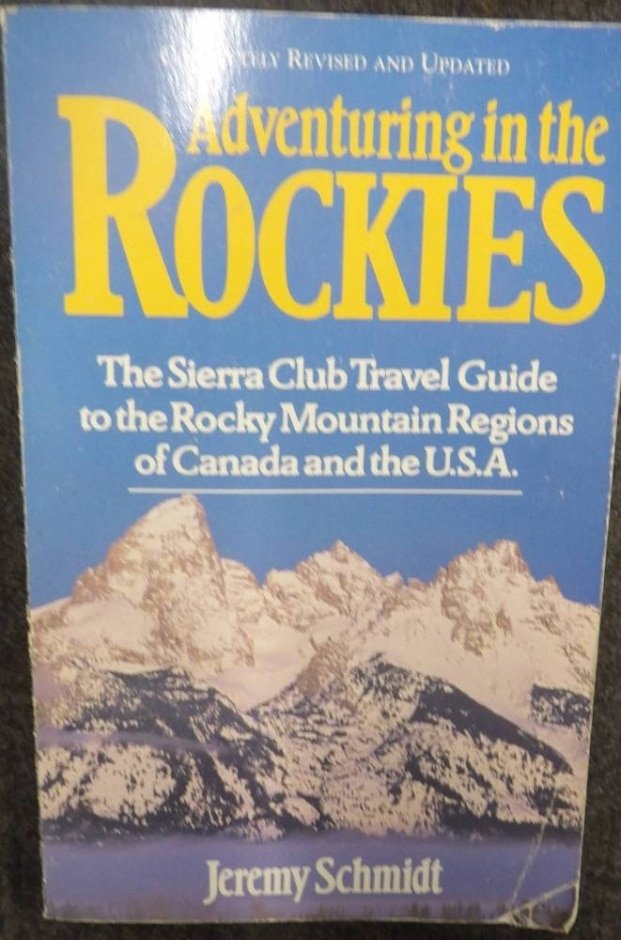 REVISED AND UPDATED
Adventuring in the
ROCKIES
The Sierra Club Travel Guide
to the Rocky Mountain Regions
of Canada and the U.S.A.
Jeremy Schmidt